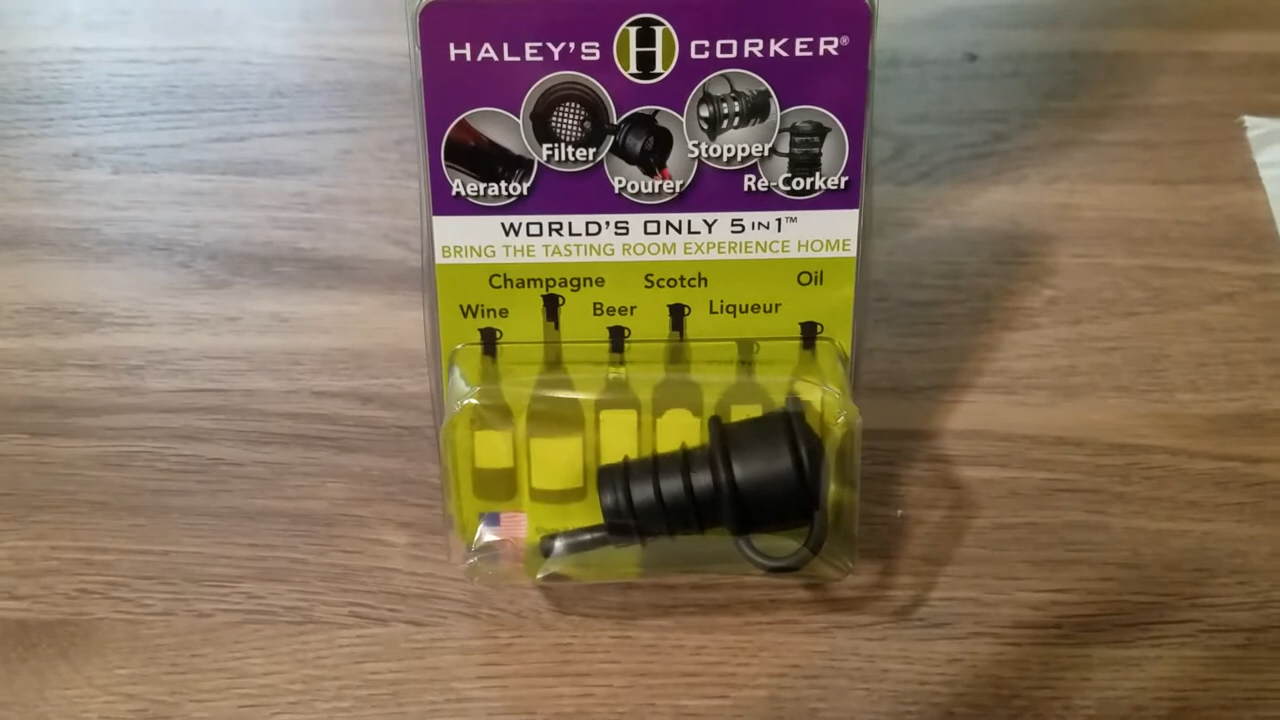 HALEY'S H CORKER®
Aerator
Filter
Pourer
Stopper
Re-Corker
WORLD'S ONLY 5 IN 1™
BRING THE TASTING ROOM EXPERIENCE HOME
Champagne Scotch Oil
Wine Beer Liqueur